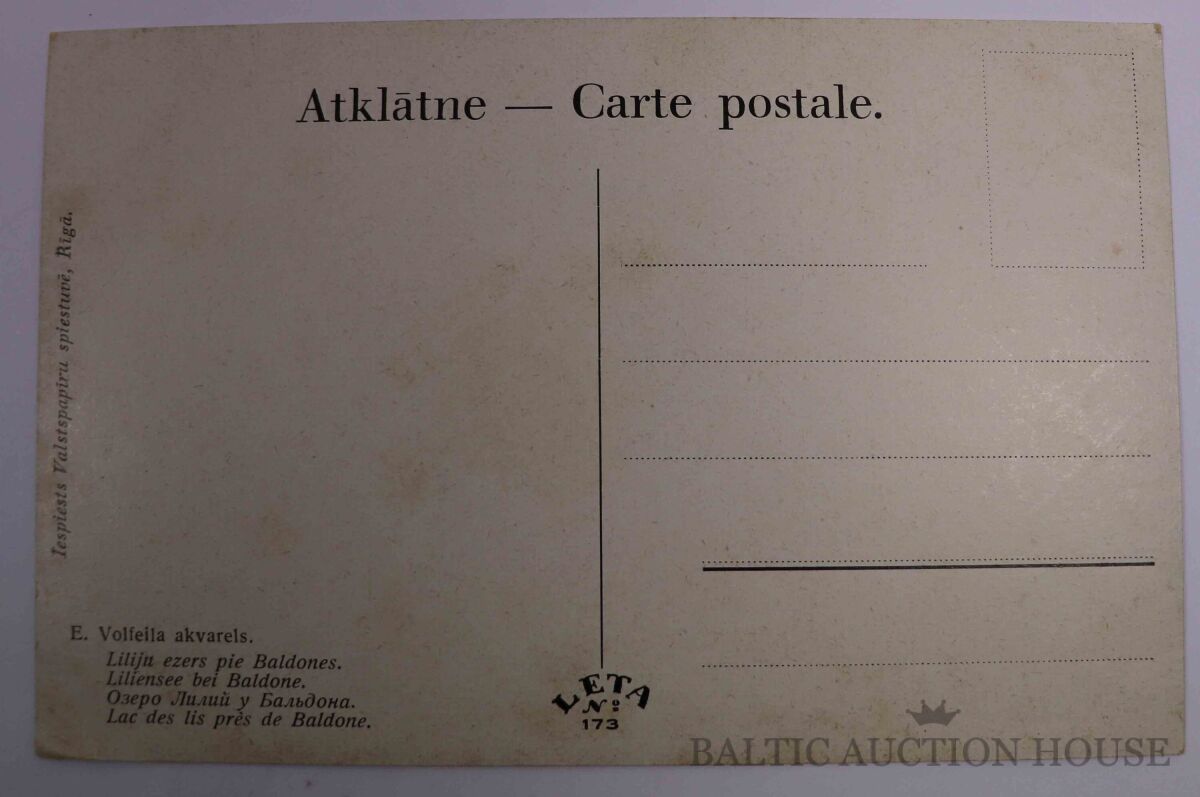 Atklātne — Carte postale.
Iespiests Valstspapiru spiestuvē, Rīgā.
E. Volfeila akvarels.
Liliju ezers pie Baldones.
Liliensee bei Baldone.
Озеро Лилий у Бальдона.
Lac des lis près de Baldone.
LETA
№
173
BALTIC AUCTION HOUSE